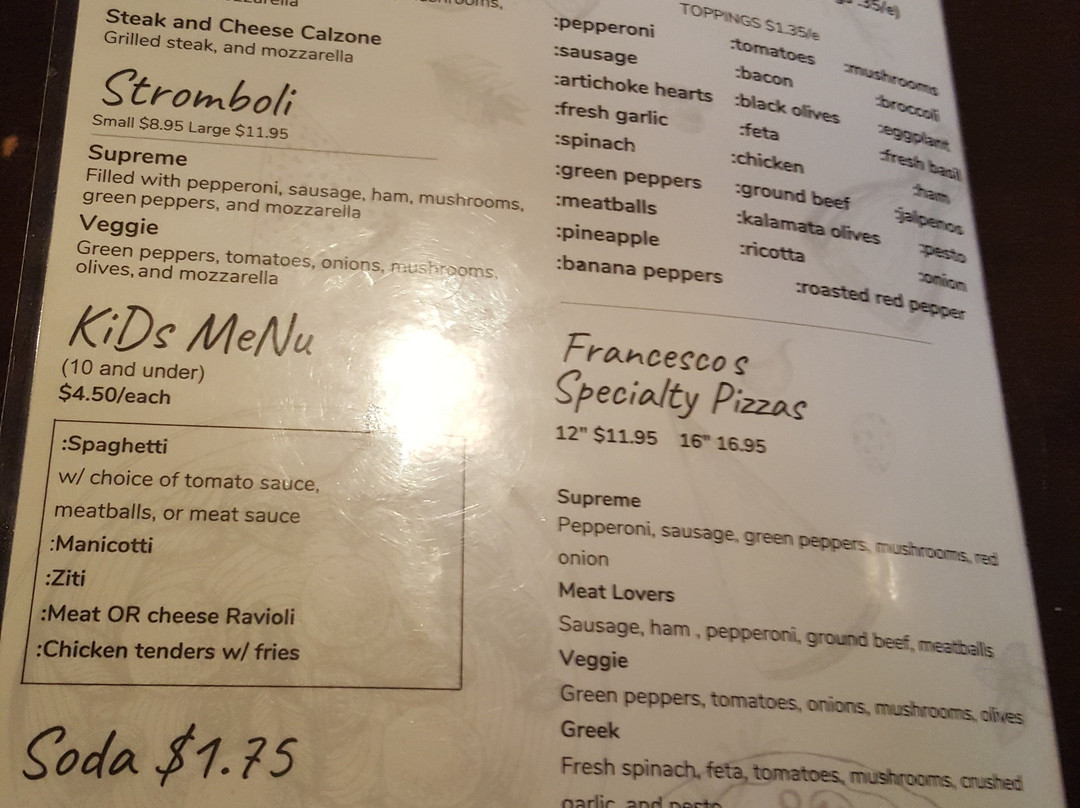 Steak and Cheese Calzone
Grilled steak, and mozzarella
Stromboli
Small $8.95 Large $11.95
Supreme
Filled with pepperoni, sausage, ham, mushrooms,
green peppers, and mozzarella
Veggie
Green peppers, tomatoes, onions, mushrooms,
olives, and mozzarella
KiDs MeNu
(10 and under)
$4.50/each
:Spaghetti
w/ choice of tomato sauce,
meatballs, or meat sauce
:Manicotti
:Ziti
:Meat OR cheese Ravioli
:Chicken tenders w/ fries
Soda $1.75
TOPPINGS $1.35/e
:pepperoni
:sausage
:artichoke hearts
:fresh garlic
:spinach
:green peppers
:meatballs
:pineapple
:banana peppers
:tomatoes
:bacon
:black olives
:feta
:chicken
:ground beef
:kalamata olives
:ricotta
:roasted red pepper
:mushrooms
:broccoli
:eggplant
:fresh basil
:ham
:jalpenos
:pesto
:onion
Francesco's
Specialty Pizzas
12" $11.95 16" 16.95
Supreme
Pepperoni, sausage, green peppers, mushrooms, red
onion
Meat Lovers
Sausage, ham , pepperoni, ground beef, meatballs
Veggie
Green peppers, tomatoes, onions, mushrooms, olives
Greek
Fresh spinach, feta, tomatoes, mushrooms, crushed
garlic, and pesto